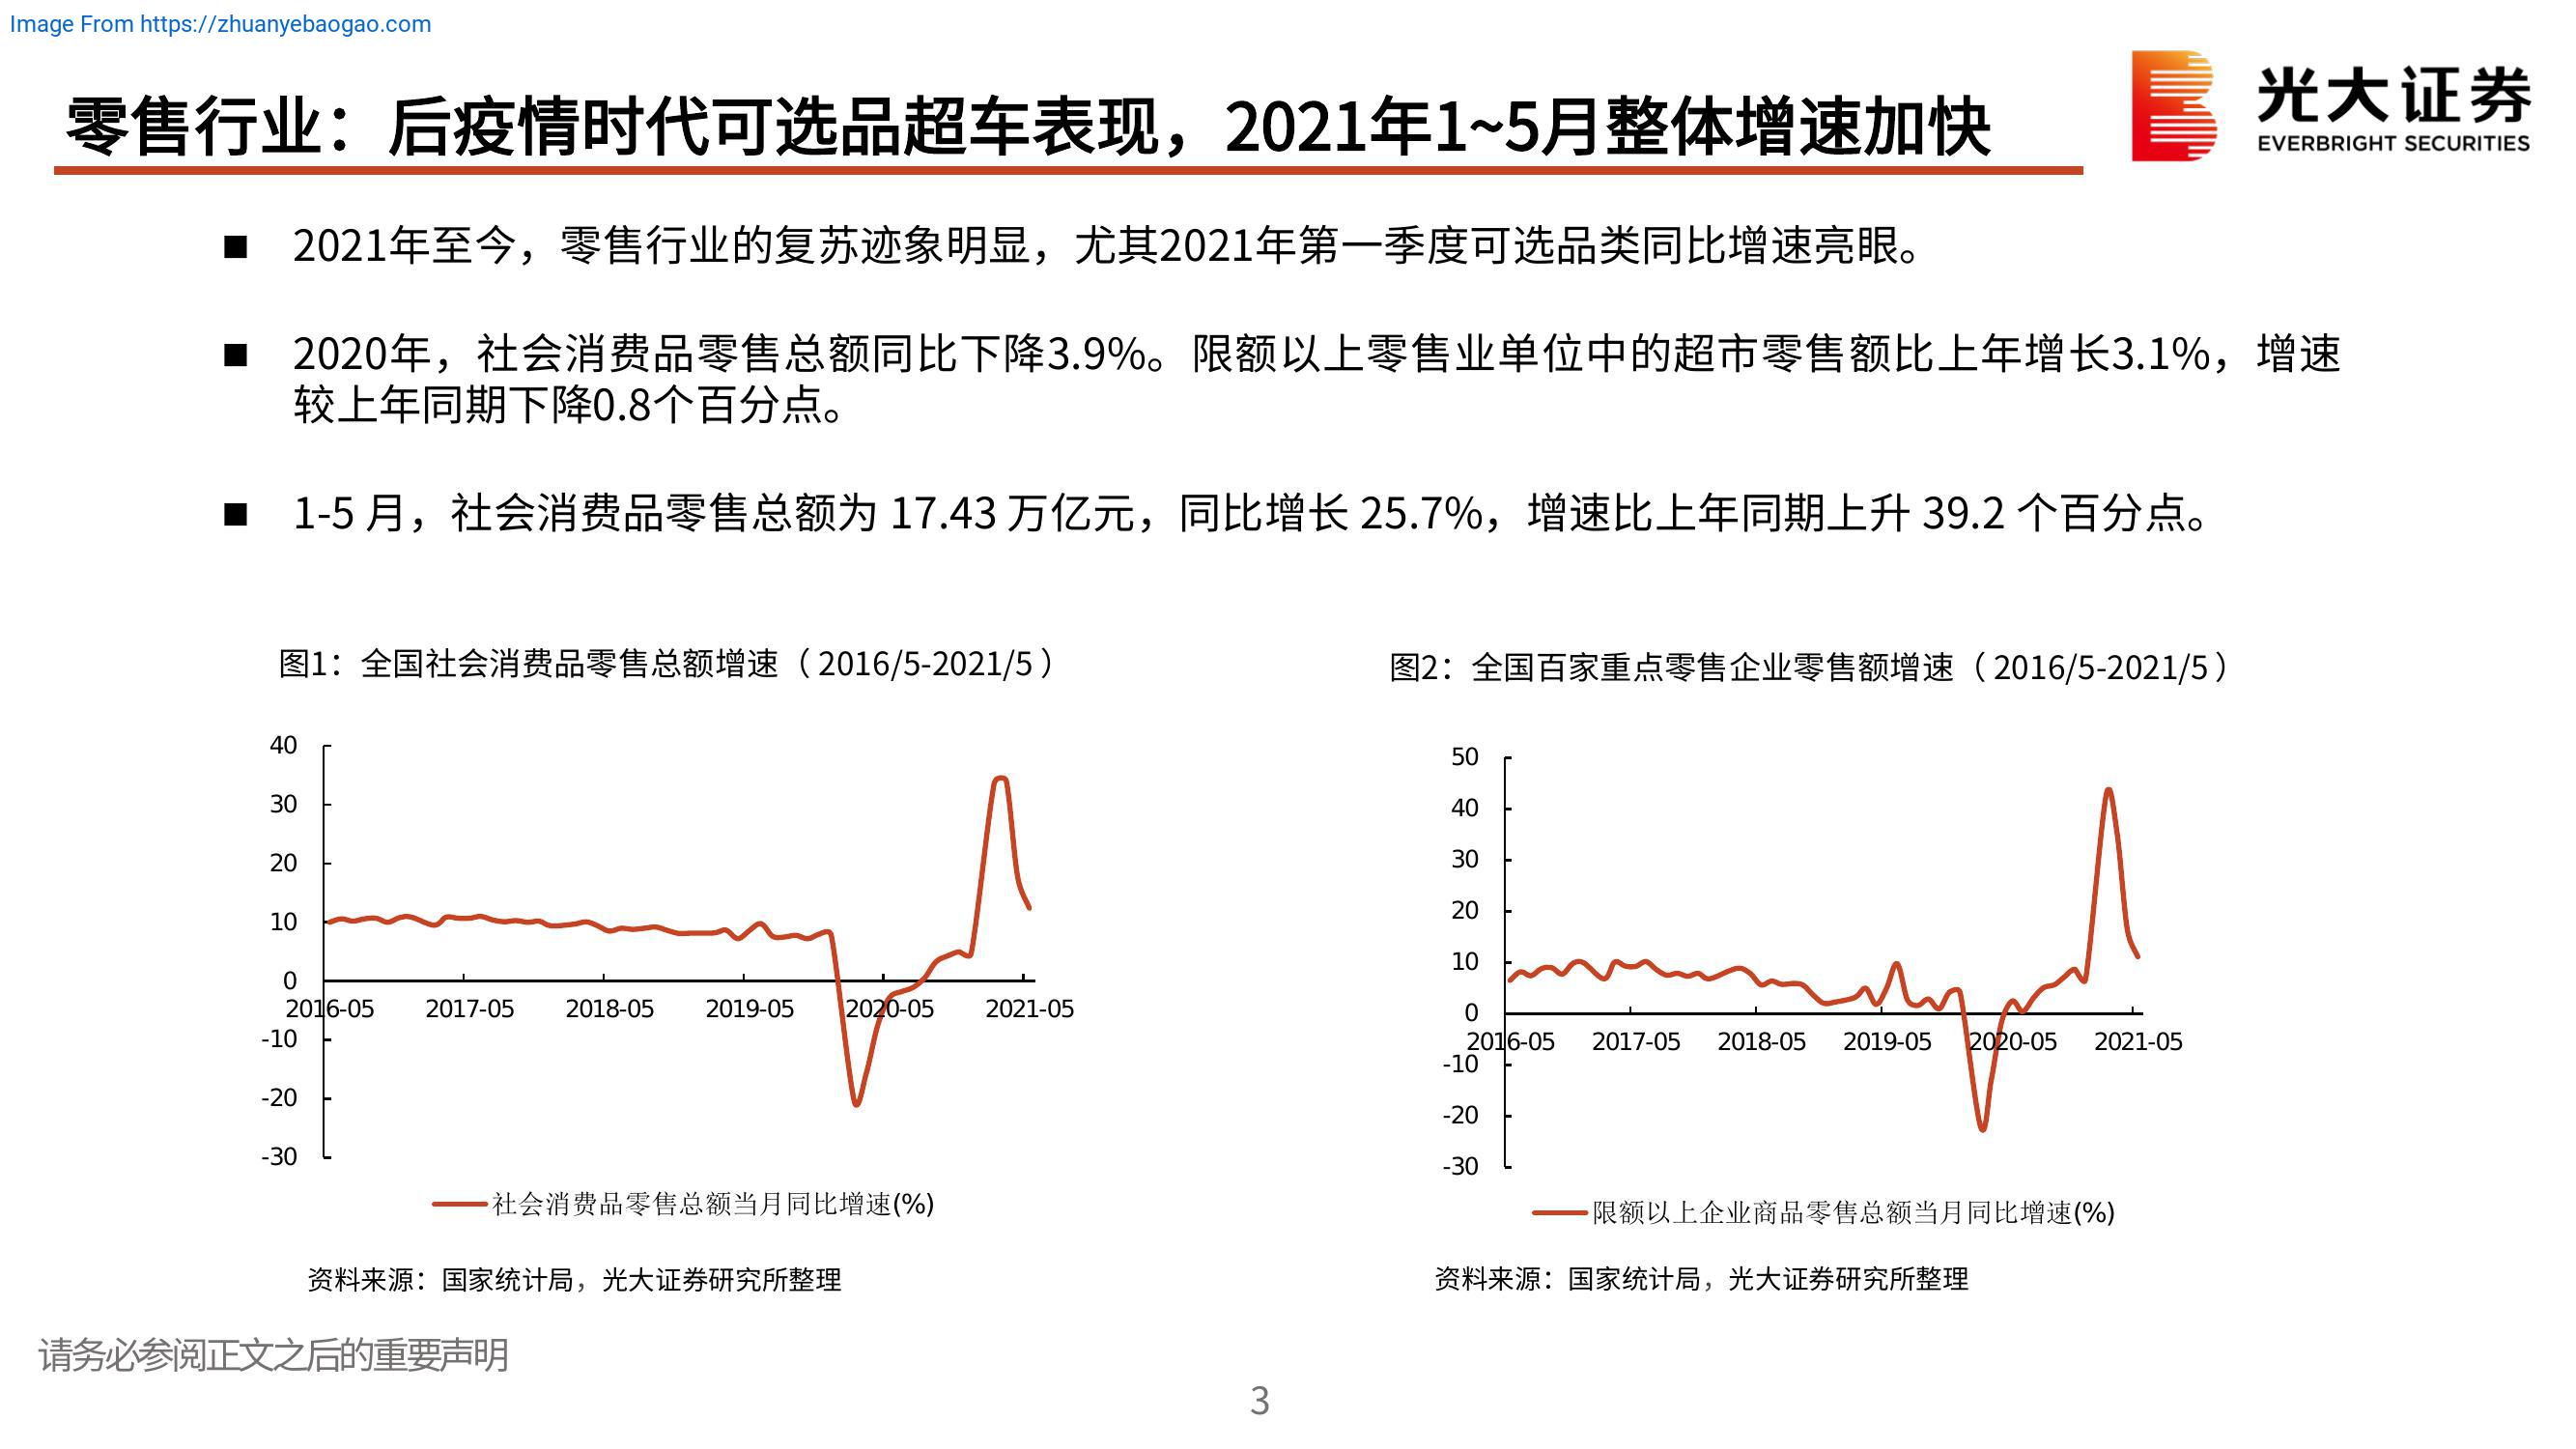 Image From https://zhuanyebaogao.com
零售行业：后疫情时代可选品超车表现，2021年1~5月整体增速加快
光大证券
EVERBRIGHT SECURITIES
■ 2021年至今，零售行业的复苏迹象明显，尤其2021年第一季度可选品类同比增速亮眼。
■ 2020年，社会消费品零售总额同比下降3.9%。限额以上零售业单位中的超市零售额比上年增长3.1%，增速
较上年同期下降0.8个百分点。
■ 1-5 月，社会消费品零售总额为 17.43 万亿元，同比增长 25.7%，增速比上年同期上升 39.2 个百分点。
图1：全国社会消费品零售总额增速（2016/5-2021/5）
40
30
20
10
0
-10
-20
-30
2016-05 2017-05 2018-05 2019-05 2020-05 2021-05
社会消费品零售总额当月同比增速(%)
资料来源：国家统计局，光大证券研究所整理
图2：全国百家重点零售企业零售额增速（2016/5-2021/5）
50
40
30
20
10
0
-10
-20
-30
2016-05 2017-05 2018-05 2019-05 2020-05 2021-05
限额以上企业商品零售总额当月同比增速(%)
资料来源：国家统计局，光大证券研究所整理
请务必参阅正文之后的重要声明
3